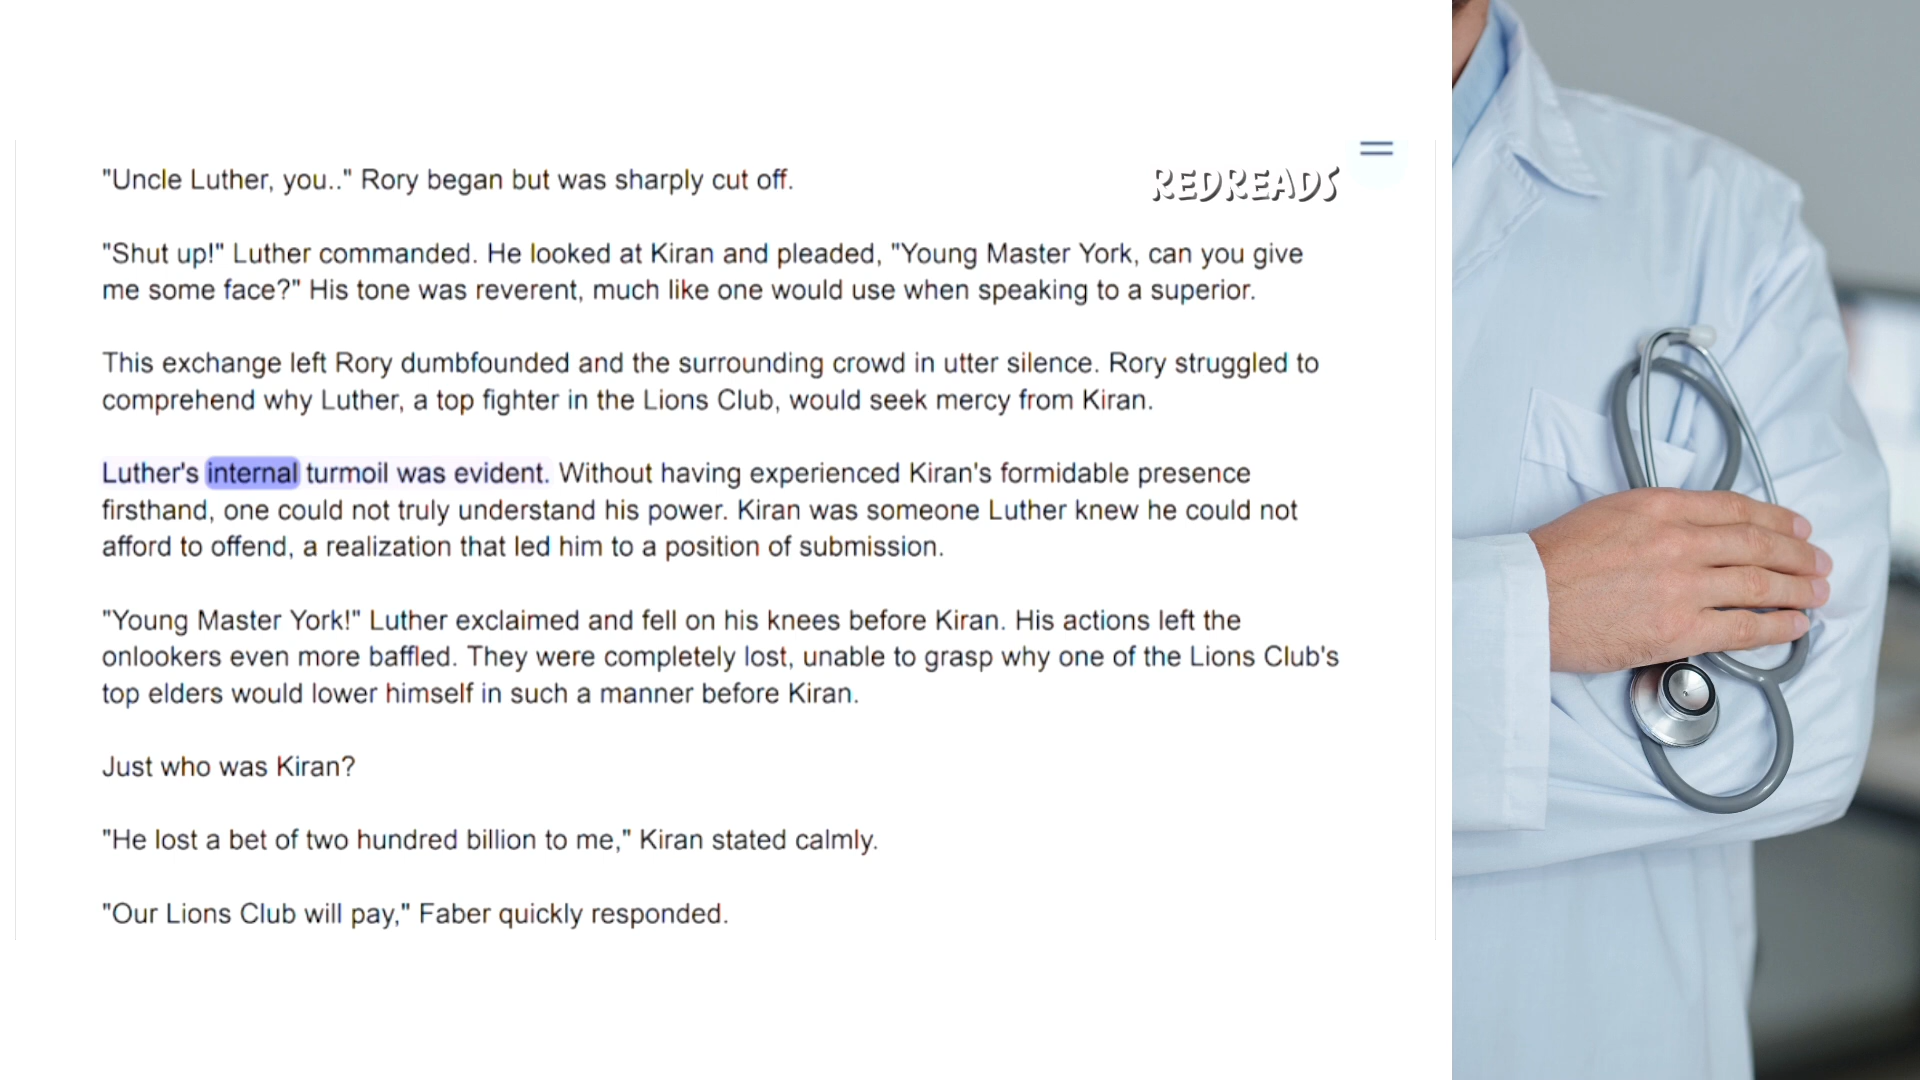 REDREADS
"Uncle Luther, you.." Rory began but was sharply cut off.
"Shut up!" Luther commanded. He looked at Kiran and pleaded, "Young Master York, can you give
me some face?" His tone was reverent, much like one would use when speaking to a superior.
This exchange left Rory dumbfounded and the surrounding crowd in utter silence. Rory struggled to
comprehend why Luther, a top fighter in the Lions Club, would seek mercy from Kiran.
Luther's internal turmoil was evident. Without having experienced Kiran's formidable presence
firsthand, one could not truly understand his power. Kiran was someone Luther knew he could not
afford to offend, a realization that led him to a position of submission.
"Young Master York!" Luther exclaimed and fell on his knees before Kiran. His actions left the
onlookers even more baffled. They were completely lost, unable to grasp why one of the Lions Club's
top elders would lower himself in such a manner before Kiran.
Just who was Kiran?
"He lost a bet of two hundred billion to me," Kiran stated calmly.
"Our Lions Club will pay," Faber quickly responded.